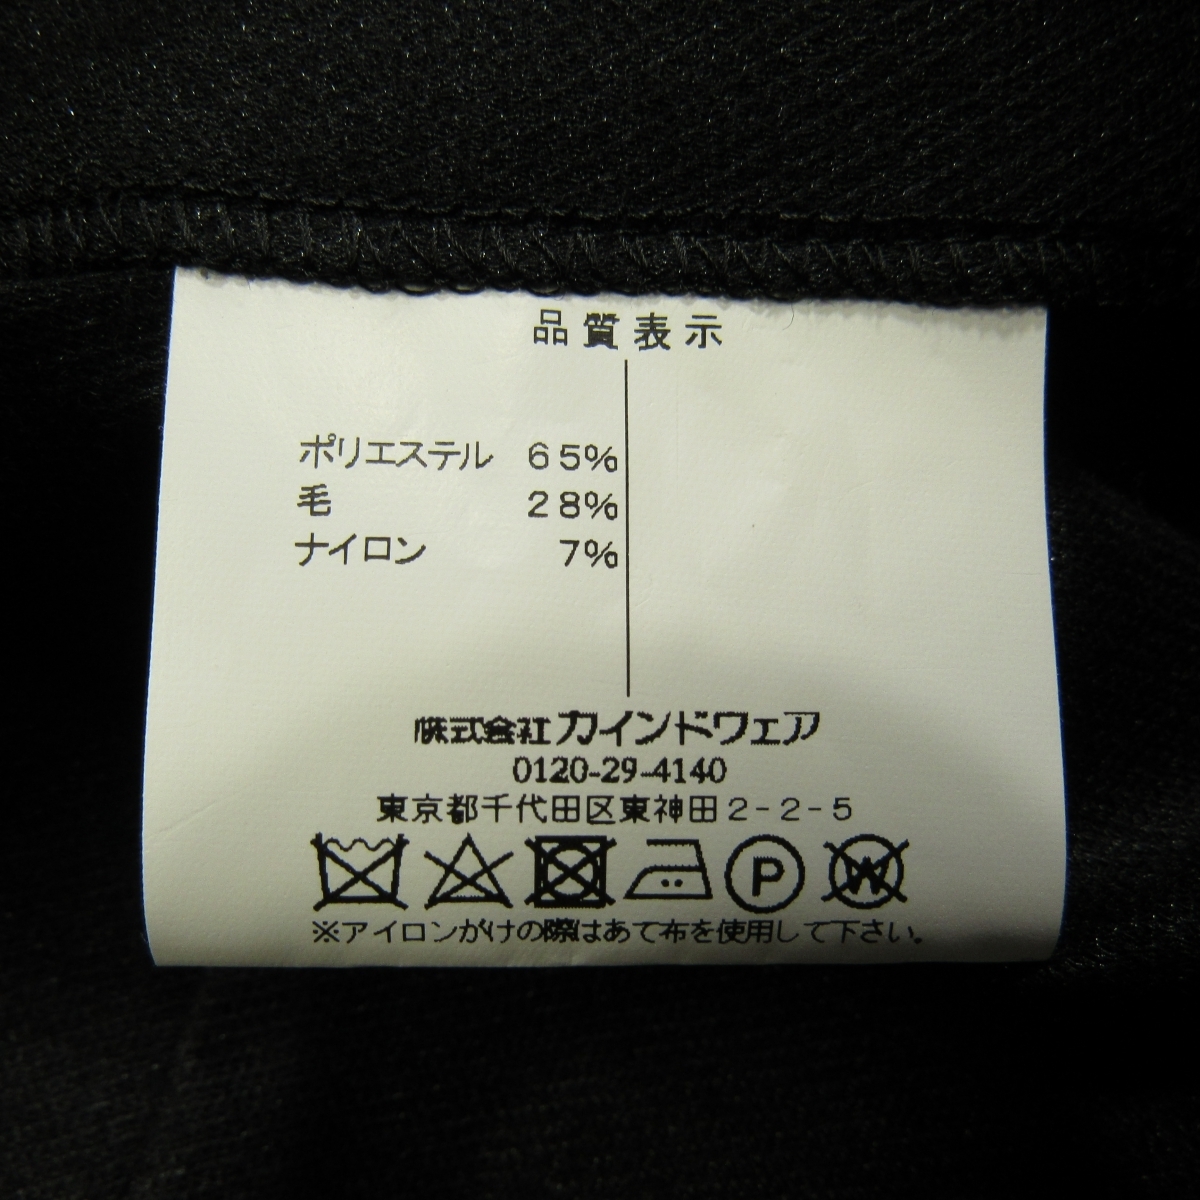 品質表示
ポリエステル 65%
毛 28%
ナイロン 7%
株式会社カインドウェア
0120-29-4140
東京都千代田区東神田2-2-5
P W
※アイロンがけの際はあて布を使用して下さい。